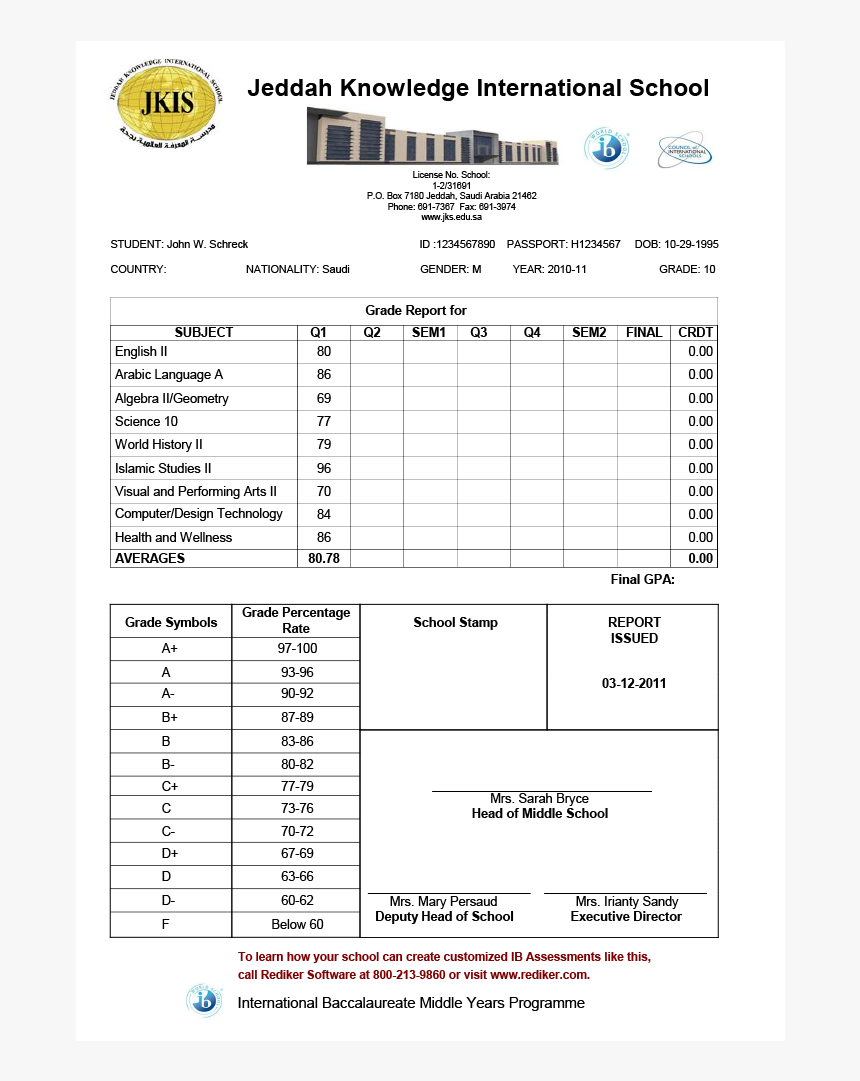 JEDDAH KNOWLEDGE INTERNATIONAL SCHOOL
JKIS
مدرسة المعرفة العالمية بجدة
Jeddah Knowledge International School
WORLD SCHOOL
ib
COUNCIL of
INTERNATIONAL
SCHOOLS
License No. School:
1-2/31691
P.O. Box 7180 Jeddah, Saudi Arabia 21462
Phone: 691-7367 Fax: 691-3974
www.jks.edu.sa
STUDENT: John W. Schreck ID :1234567890 PASSPORT: H1234567 DOB: 10-29-1995
COUNTRY: NATIONALITY: Saudi GENDER: M YEAR: 2010-11 GRADE: 10
Grade Report for
SUBJECT Q1 Q2 SEM1 Q3 Q4 SEM2 FINAL CRDT
English II 80 0.00
Arabic Language A 86 0.00
Algebra II/Geometry 69 0.00
Science 10 77 0.00
World History II 79 0.00
Islamic Studies II 96 0.00
Visual and Performing Arts II 70 0.00
Computer/Design Technology 84 0.00
Health and Wellness 86 0.00
AVERAGES 80.78 0.00
Final GPA:
Grade Symbols Grade Percentage Rate
A+ 97-100
A 93-96
A- 90-92
B+ 87-89
B 83-86
B- 80-82
C+ 77-79
C 73-76
C- 70-72
D+ 67-69
D 63-66
D- 60-62
F Below 60
School Stamp
REPORT
ISSUED
03-12-2011
Mrs. Sarah Bryce
Head of Middle School
Mrs. Mary Persaud
Deputy Head of School
Mrs. Irianty Sandy
Executive Director
To learn how your school can create customized IB Assessments like this,
call Rediker Software at 800-213-9860 or visit www.rediker.com.
WORLD SCHOOL
ib
International Baccalaureate Middle Years Programme